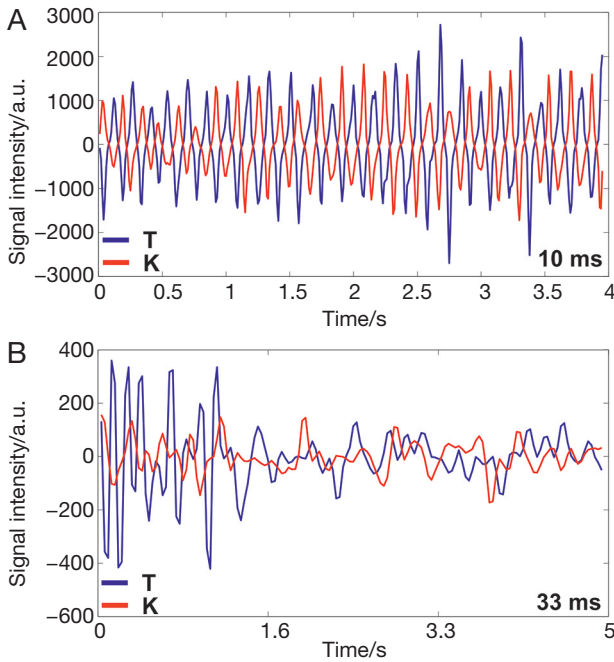 A
Signal intensity/a.u.
3000
2000
1000
0
−1000
−2000
−3000
T
K
10 ms
0 0.5 1 1.5 2 2.5 3 3.5 4
Time/s
B
Signal intensity/a.u.
400
200
0
−200
−400
−600
T
K
33 ms
0 1.6 3.3 5
Time/s